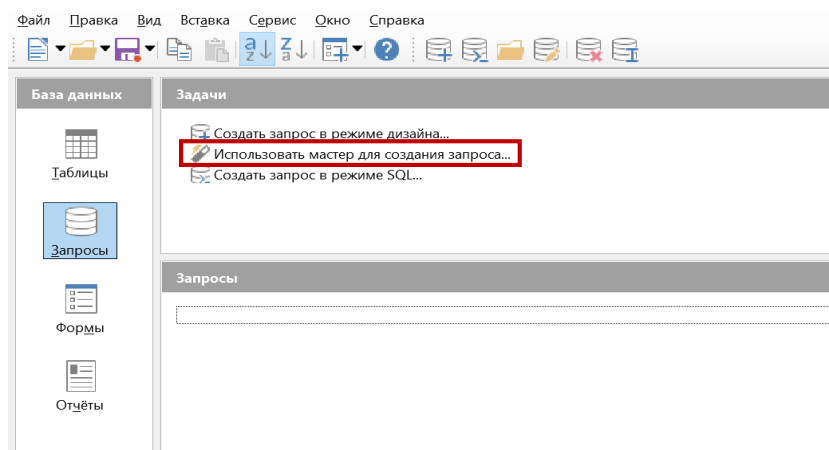 Файл Правка Вид Вставка Сервис Окно Справка
База данных
Задачи
Создать запрос в режиме дизайна...
Использовать мастер для создания запроса...
Создать запрос в режиме SQL...
Таблицы
Запросы
Формы
Отчёты
Запросы